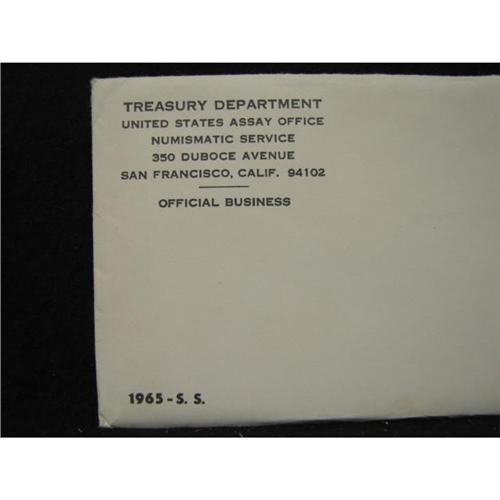 TREASURY DEPARTMENT
UNITED STATES ASSAY OFFICE
NUMISMATIC SERVICE
350 DUBOCE AVENUE
SAN FRANCISCO, CALIF. 94102
OFFICIAL BUSINESS
1965 - S. S.